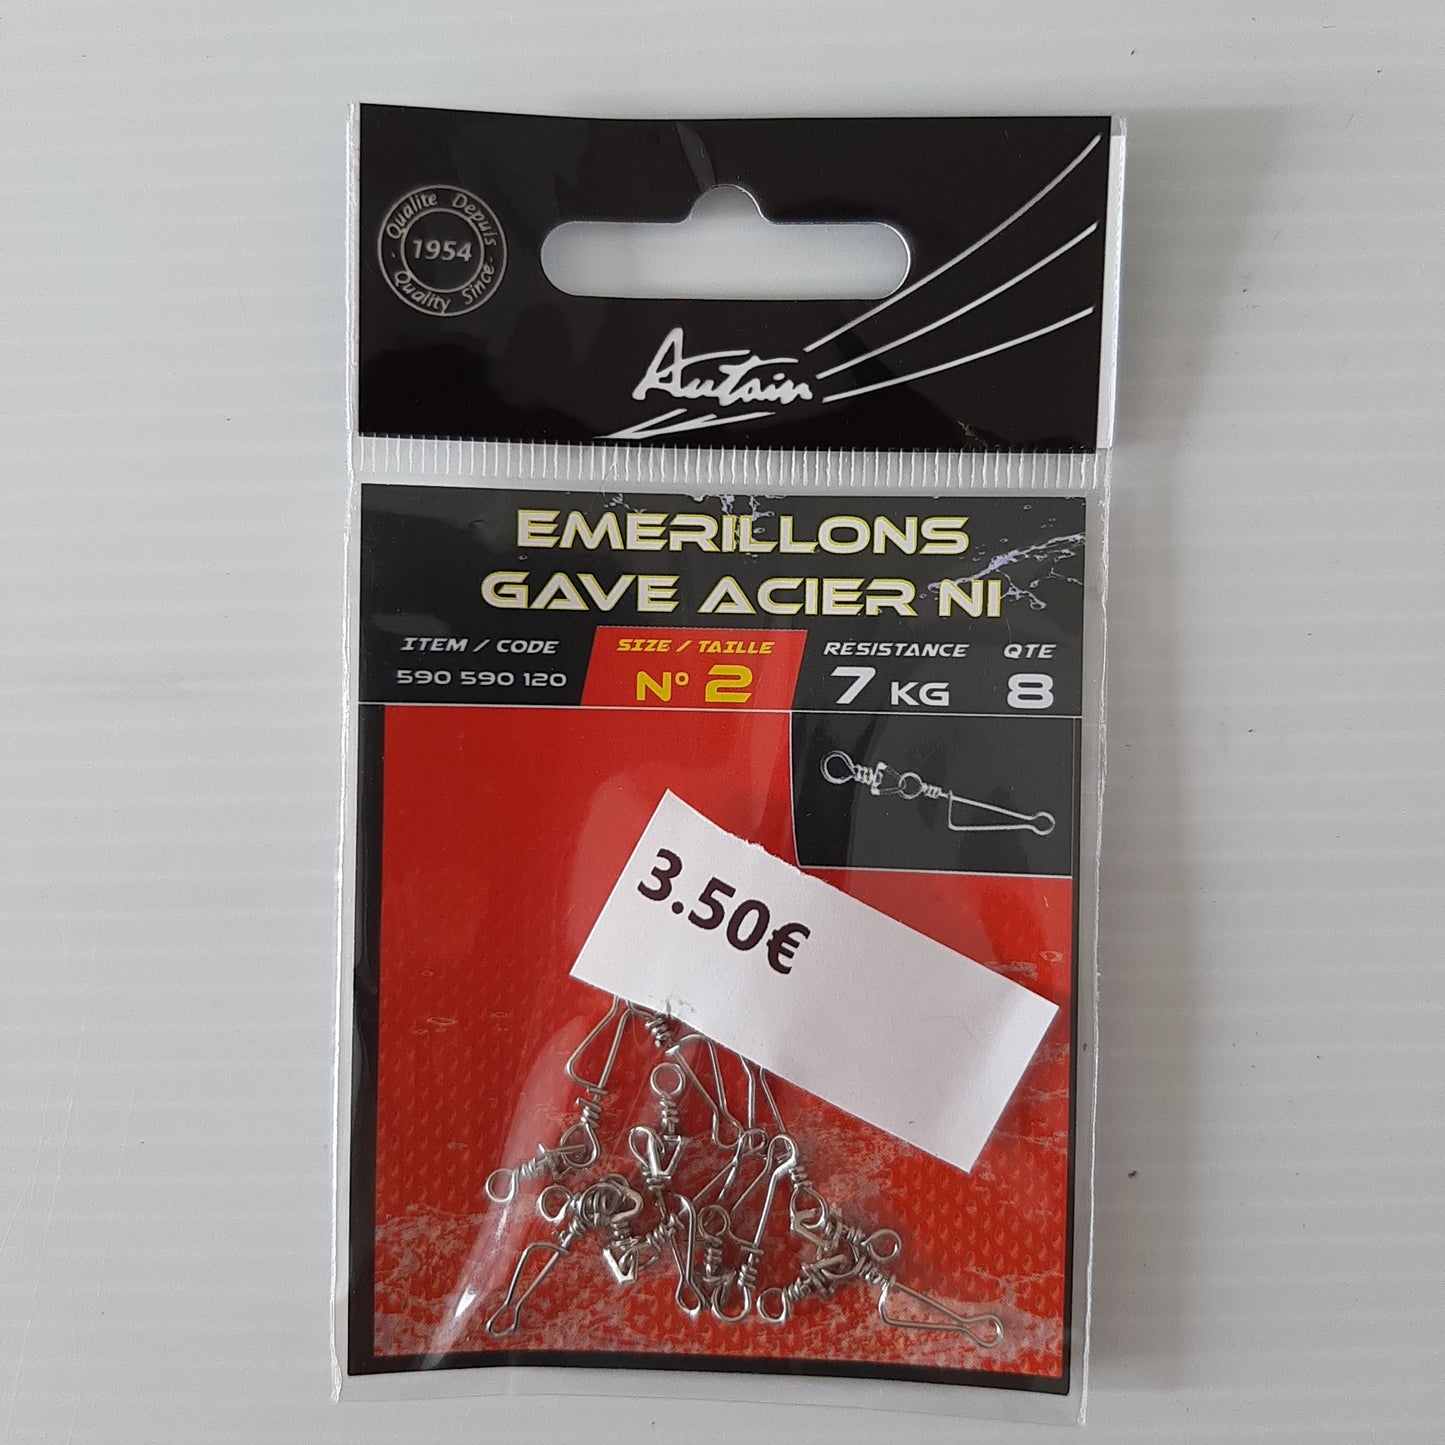 Qualite Depuis
1954
Quality Since
Autain
EMERILLONS
GAVE ACIER NI
ITEM / CODE SIZE / TAILLE RESISTANCE QTE
590 590 120 N° 2 7 KG 8
3.50€